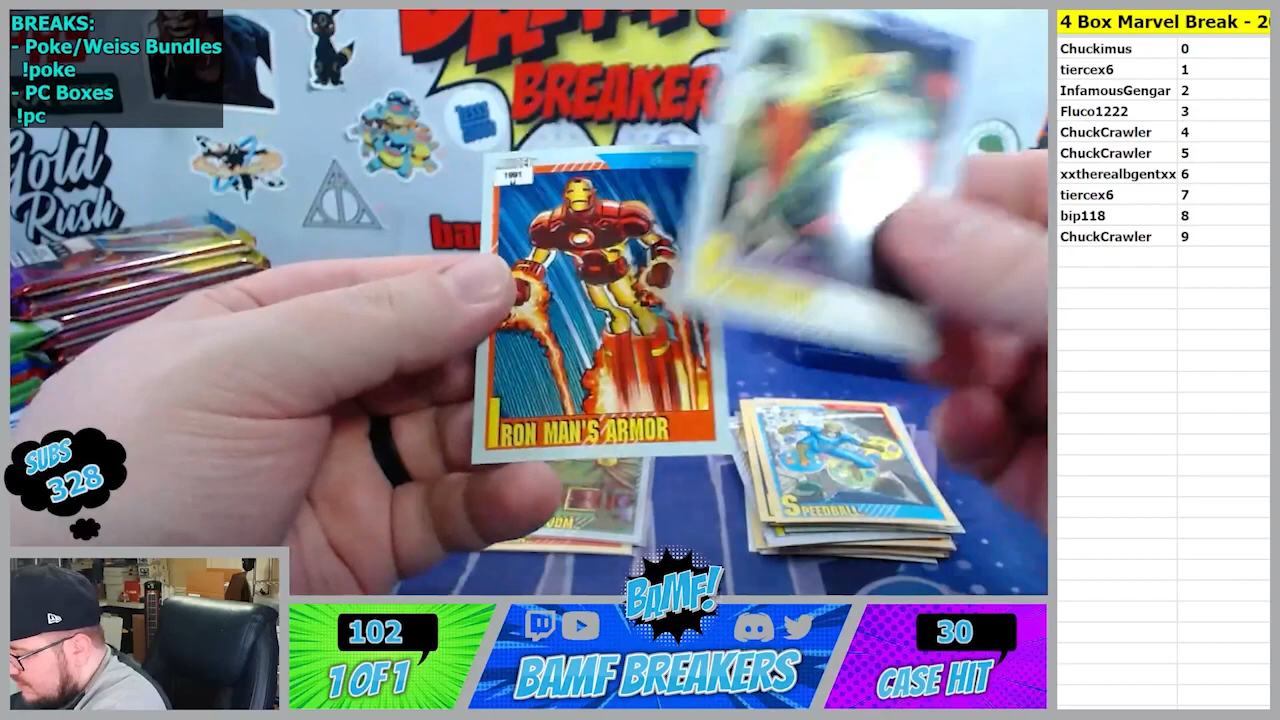 BREAKS:
- Poke/Weiss Bundles
!poke
- PC Boxes
!pc
Gold
Rush
BREAKER
1991
IRON MAN'S ARMOR
SPEEDBALL
SUBS
328
4 Box Marvel Break - 2
Chuckimus 0
tiercex6 1
InfamousGengar 2
Fluco1222 3
ChuckCrawler 4
ChuckCrawler 5
xxtherealbgentxx 6
tiercex6 7
bip118 8
ChuckCrawler 9
BAMF!
102
1 OF 1
BAMF BREAKERS
30
CASE HIT